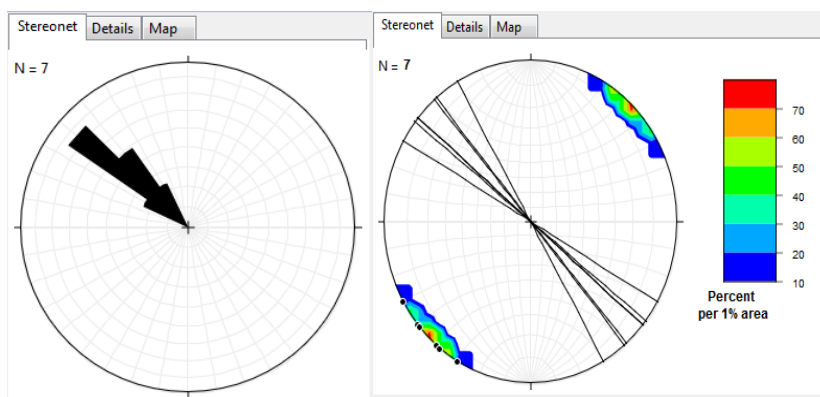 Stereonet Details Map
N = 7
Stereonet Details Map
N = 7
70
60
50
40
30
20
10
Percent
per 1% area